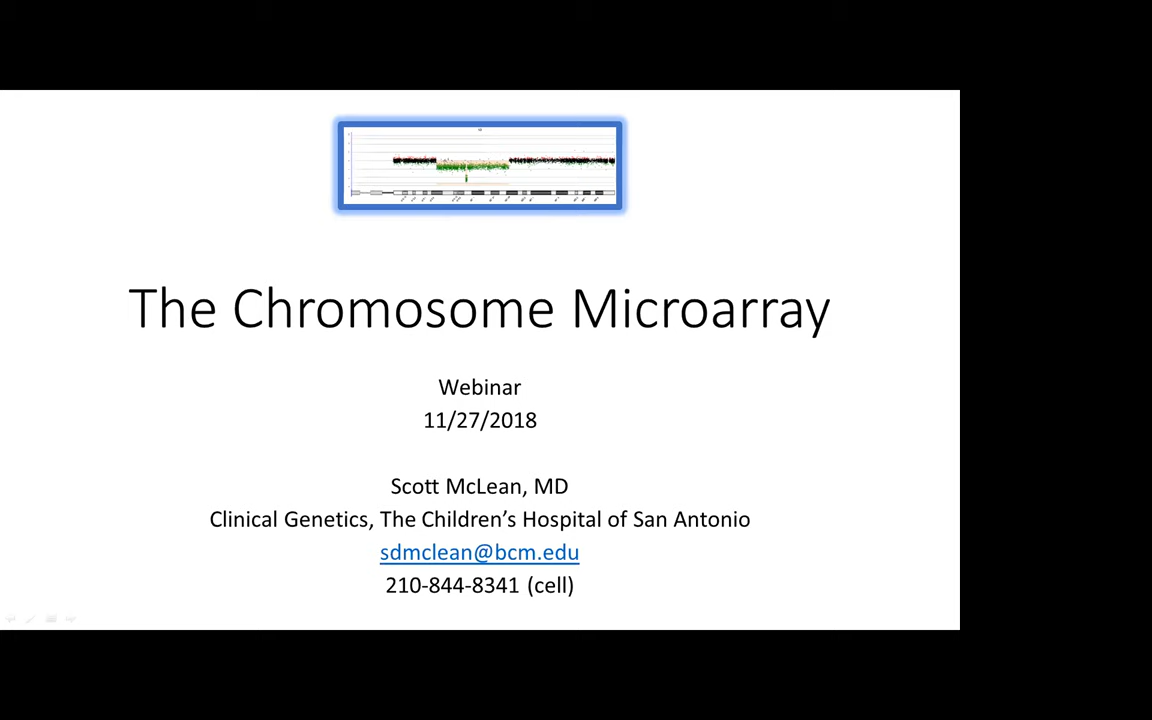 The Chromosome Microarray
Webinar
11/27/2018
Scott McLean, MD
Clinical Genetics, The Children’s Hospital of San Antonio
sdmclean@bcm.edu
210-844-8341 (cell)